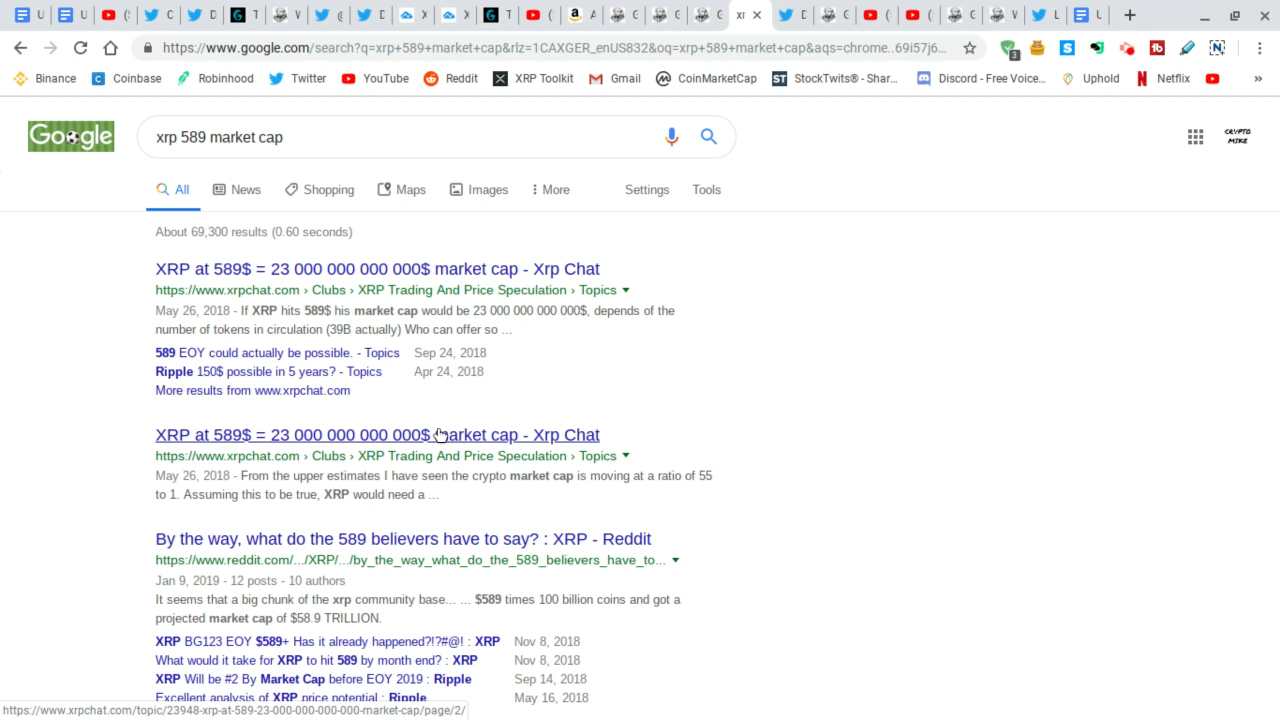 U
U
(
C
D
T
W
@
D
X
X
T
(
A
G
G
G
xr
D
G
(
(
G
W
L
U
https://www.google.com/search?q=xrp+589+market+cap&rlz=1CAXGER_enUS832&oq=xrp+589+market+cap&aqs=chrome..69i57j6...
3
Binance
Coinbase
Robinhood
Twitter
YouTube
Reddit
XRP Toolkit
Gmail
CoinMarketCap
StockTwits® - Shar...
Discord - Free Voice...
Uphold
Netflix
»
Google
xrp 589 market cap
CRYPTO
MIKE
All
News
Shopping
Maps
Images
More
Settings
Tools
About 69,300 results (0.60 seconds)
XRP at 589$ = 23 000 000 000 000$ market cap - Xrp Chat
https://www.xrpchat.com › Clubs › XRP Trading And Price Speculation › Topics
May 26, 2018 - If XRP hits 589$ his market cap would be 23 000 000 000 000$, depends of the
number of tokens in circulation (39B actually) Who can offer so ...
589 EOY could actually be possible. - Topics Sep 24, 2018
Ripple 150$ possible in 5 years? - Topics Apr 24, 2018
More results from www.xrpchat.com
XRP at 589$ = 23 000 000 000 000$ market cap - Xrp Chat
https://www.xrpchat.com › Clubs › XRP Trading And Price Speculation › Topics
May 26, 2018 - From the upper estimates I have seen the crypto market cap is moving at a ratio of 55
to 1. Assuming this to be true, XRP would need a ...
By the way, what do the 589 believers have to say? : XRP - Reddit
https://www.reddit.com/.../XRP/.../by_the_way_what_do_the_589_believers_have_to...
Jan 9, 2019 - 12 posts - 10 authors
It seems that a big chunk of the xrp community base... ... $589 times 100 billion coins and got a
projected market cap of $58.9 TRILLION.
XRP BG123 EOY $589+ Has it already happened?!?#@! : XRP Nov 8, 2018
What would it take for XRP to hit 589 by month end? : XRP Nov 8, 2018
XRP Will be #2 By Market Cap before EOY 2019 : Ripple Sep 14, 2018
Excellent analysis of XRP price potential : Ripple May 16, 2018
https://www.xrpchat.com/topic/23948-xrp-at-589-23-000-000-000-000-market-cap/page/2/